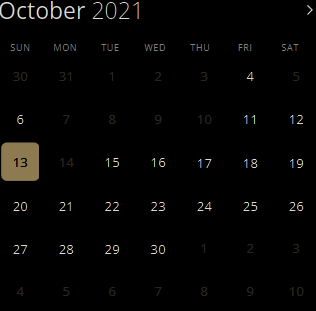 October 2021 >
SUN MON TUE WED THU FRI SAT
30 31 1 2 3 4 5
6 7 8 9 10 11 12
13 14 15 16 17 18 19
20 21 22 23 24 25 26
27 28 29 30 1 2 3
4 5 6 7 8 9 10